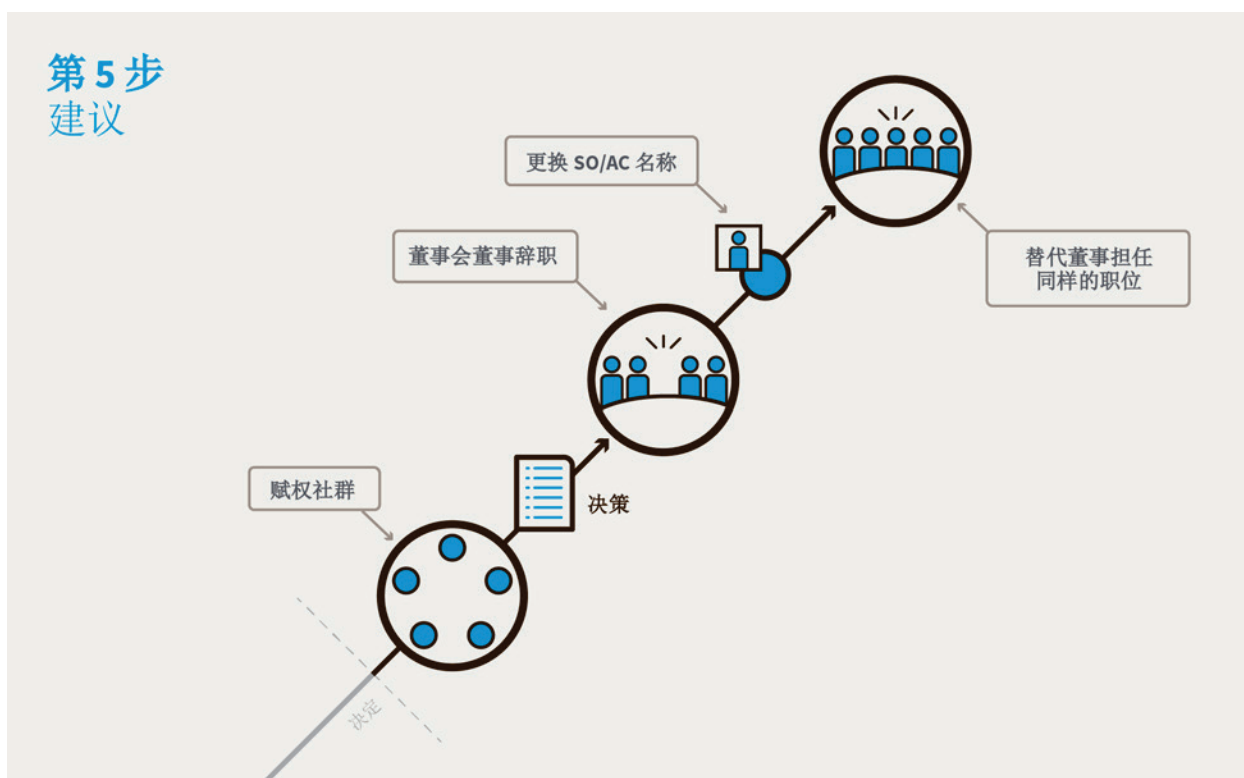 第 5 步
建议
更换 SO/AC 名称
董事会董事辞职
替代董事担任
同样的职位
赋权社群
决策
决定